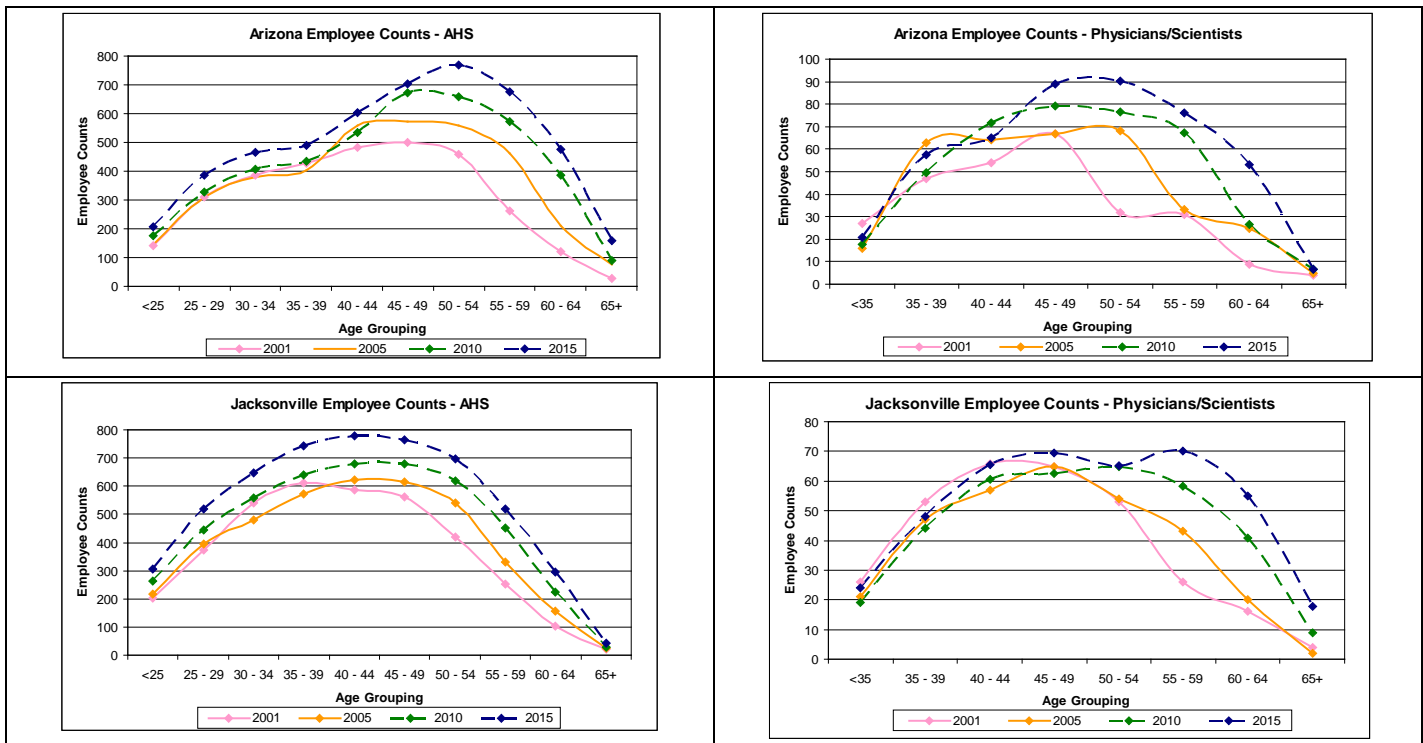 Arizona Employee Counts - AHS
Employee Counts
800
700
600
500
400
300
200
100
0
<25 25 - 29 30 - 34 35 - 39 40 - 44 45 - 49 50 - 54 55 - 59 60 - 64 65+
Age Grouping
2001 2005 2010 2015
Arizona Employee Counts - Physicians/Scientists
Employee Counts
100
90
80
70
60
50
40
30
20
10
0
<35 35 - 39 40 - 44 45 - 49 50 - 54 55 - 59 60 - 64 65+
Age Grouping
2001 2005 2010 2015
Jacksonville Employee Counts - AHS
Employee Counts
800
700
600
500
400
300
200
100
0
<25 25 - 29 30 - 34 35 - 39 40 - 44 45 - 49 50 - 54 55 - 59 60 - 64 65+
Age Grouping
2001 2005 2010 2015
Jacksonville Employee Counts - Physicians/Scientists
Employee Counts
80
70
60
50
40
30
20
10
0
<35 35 - 39 40 - 44 45 - 49 50 - 54 55 - 59 60 - 64 65+
Age Grouping
2001 2005 2010 2015